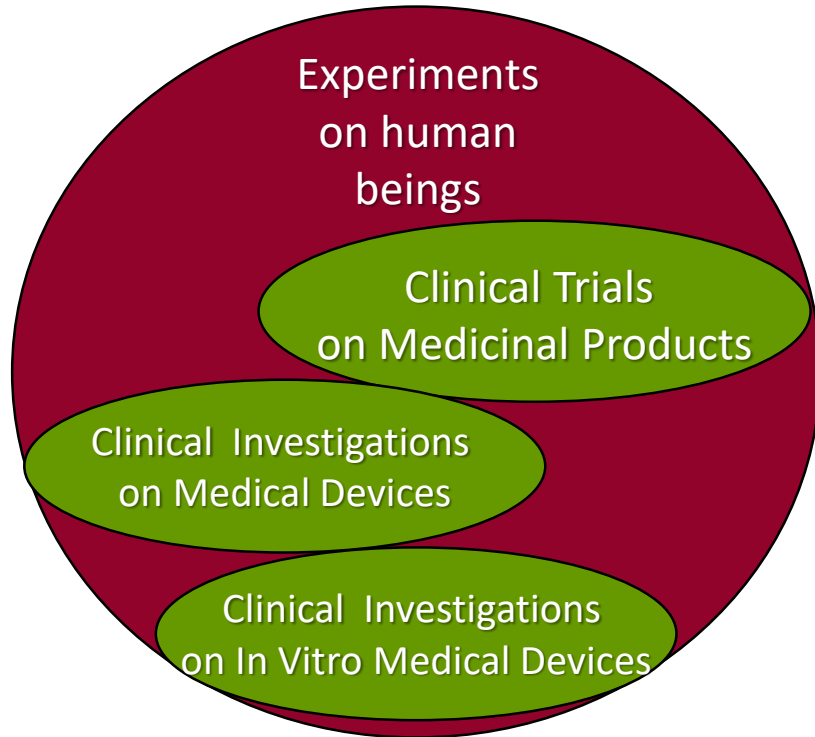 Experiments
on human
beings
Clinical Trials
on Medicinal Products
Clinical  Investigations
on Medical Devices
Clinical  Investigations
on In Vitro Medical Devices